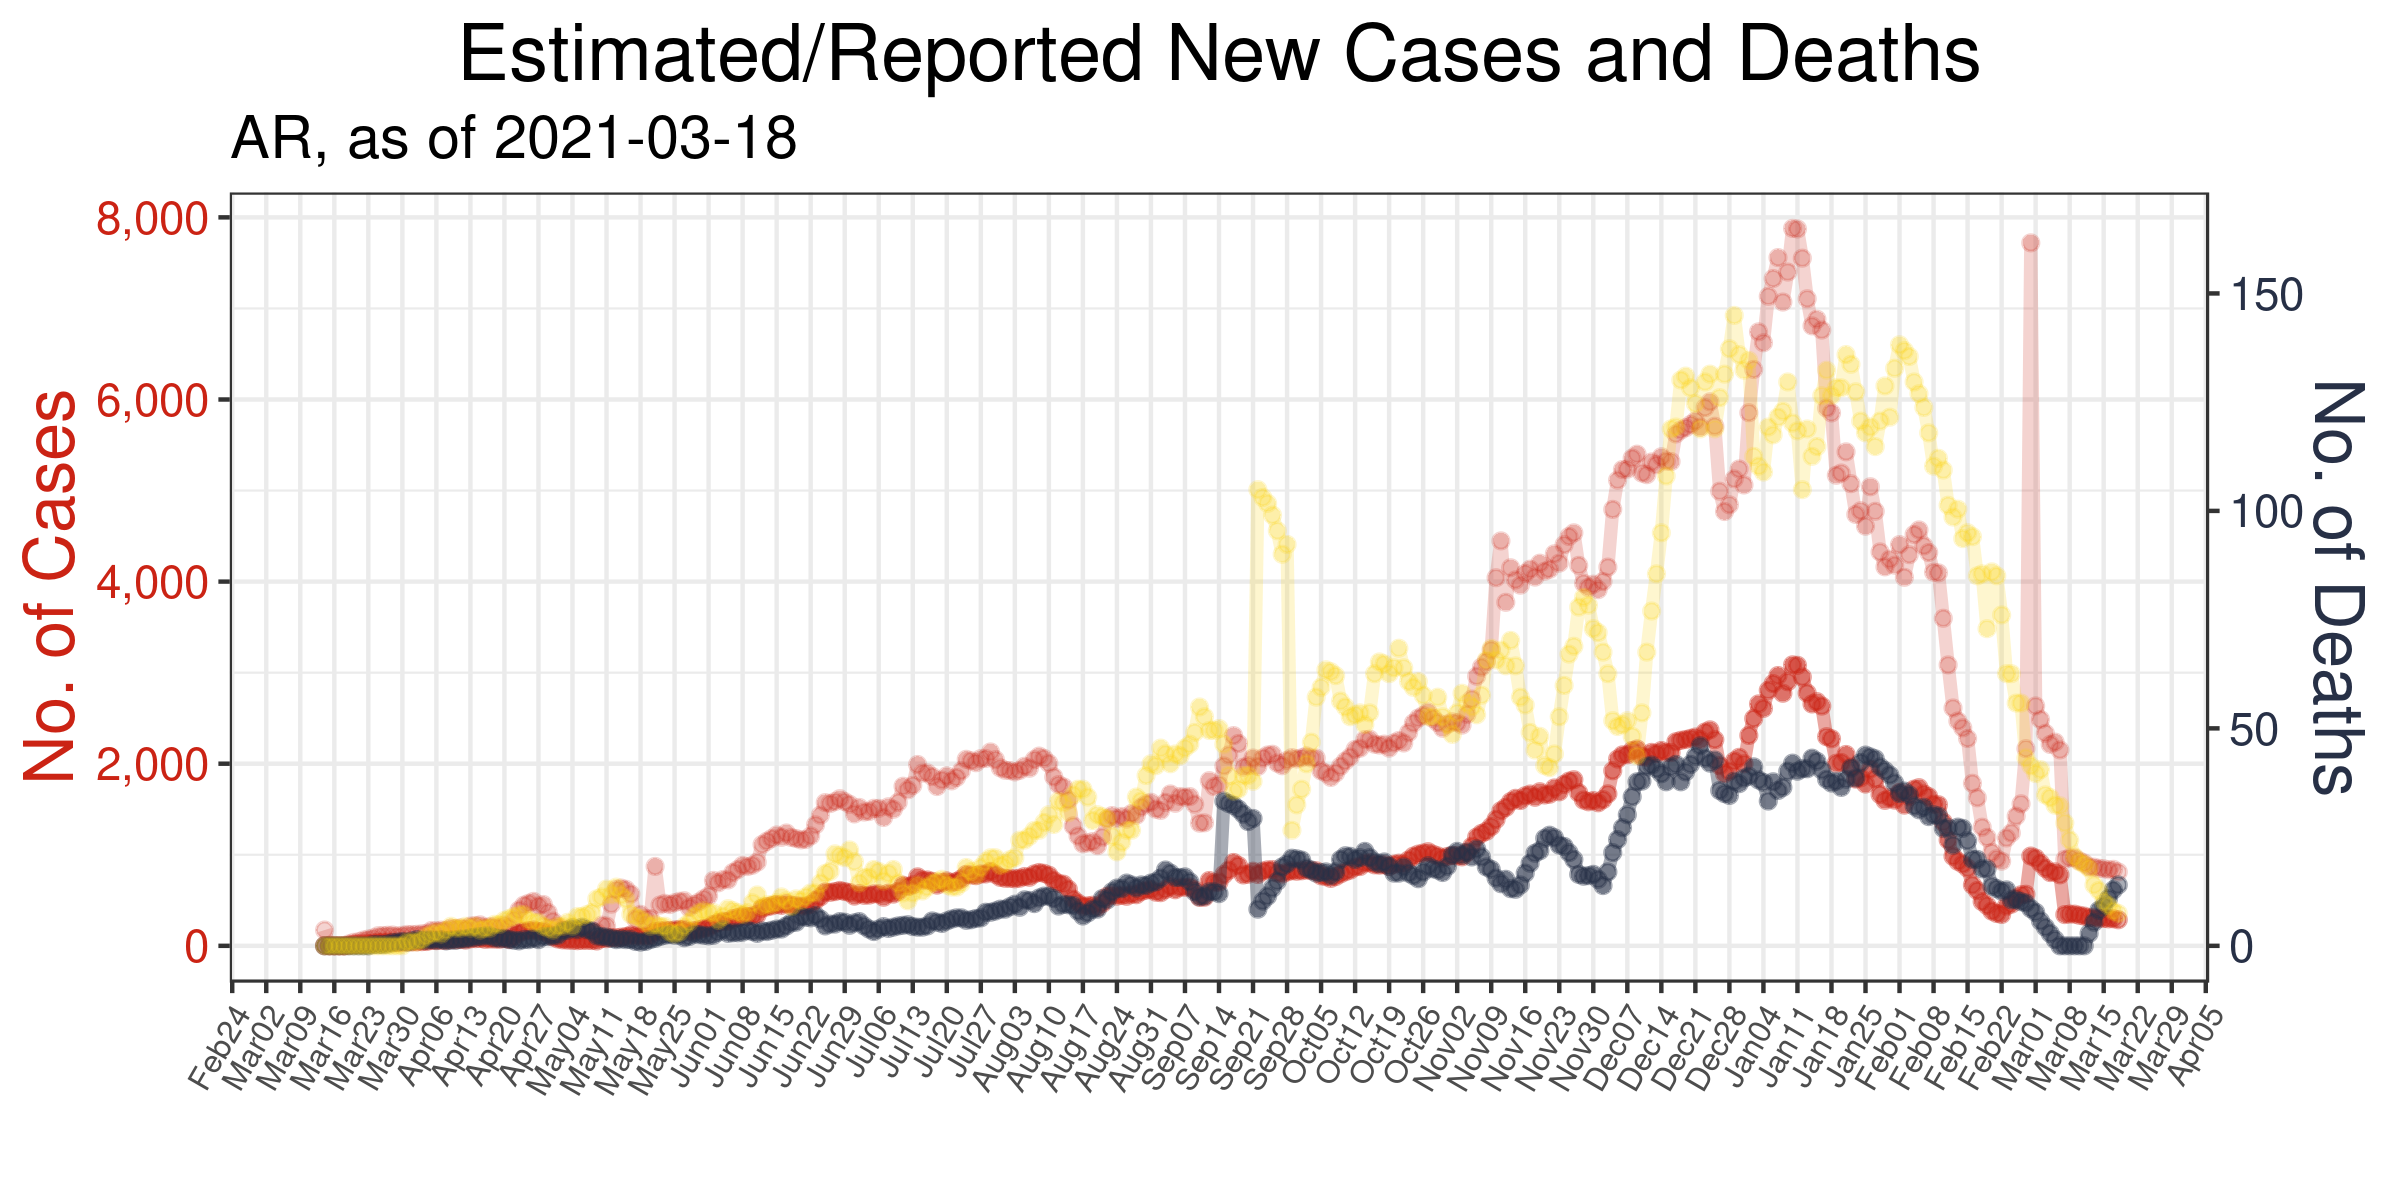 Estimated/Reported New Cases and Deaths
AR, as of 2021-03-18
No. of Cases
8,000
6,000
4,000
2,000
0
150
100
50
0
No. of Deaths
Feb24
Mar02
Mar09
Mar16
Mar23
Mar30
Apr06
Apr13
Apr20
Apr27
May04
May11
May18
May25
Jun01
Jun08
Jun15
Jun22
Jun29
Jul06
Jul13
Jul20
Jul27
Aug03
Aug10
Aug17
Aug24
Aug31
Sep07
Sep14
Sep21
Sep28
Oct05
Oct12
Oct19
Oct26
Nov02
Nov09
Nov16
Nov23
Nov30
Dec07
Dec14
Dec21
Dec28
Dec04
Jan11
Jan18
Jan25
Feb01
Feb08
Feb15
Feb22
Mar01
Mar08
Mar15
Mar22
Mar29
Apr05